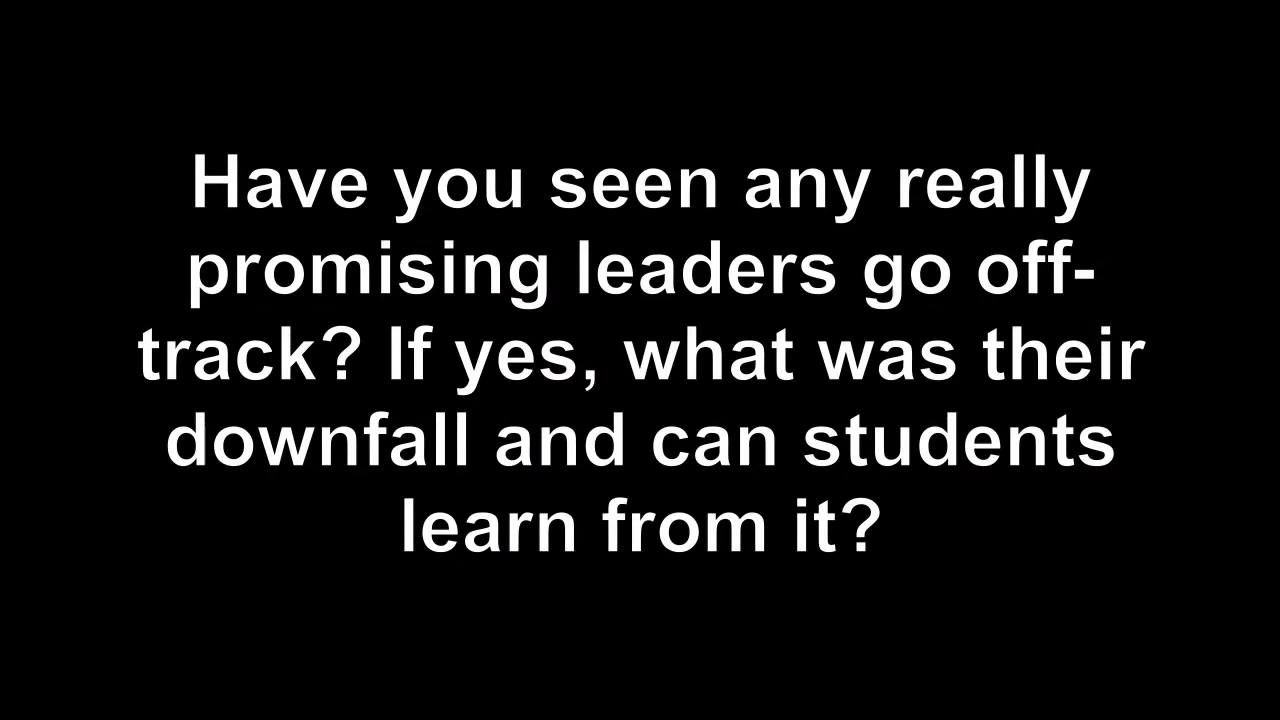 Have you seen any really
promising leaders go off-
track? If yes, what was their
downfall and can students
learn from it?